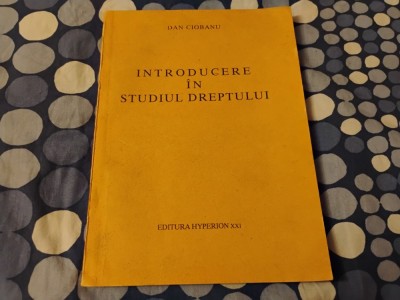 DAN CIOBANU
INTRODUCERE
ÎN
STUDIUL DREPTULUI
EDITURA HYPERION XXI